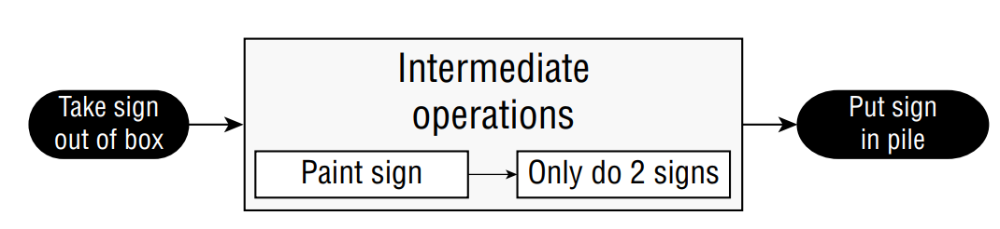 Take sign
out of box
Intermediate
operations
Paint sign
Only do 2 signs
Put sign
in pile